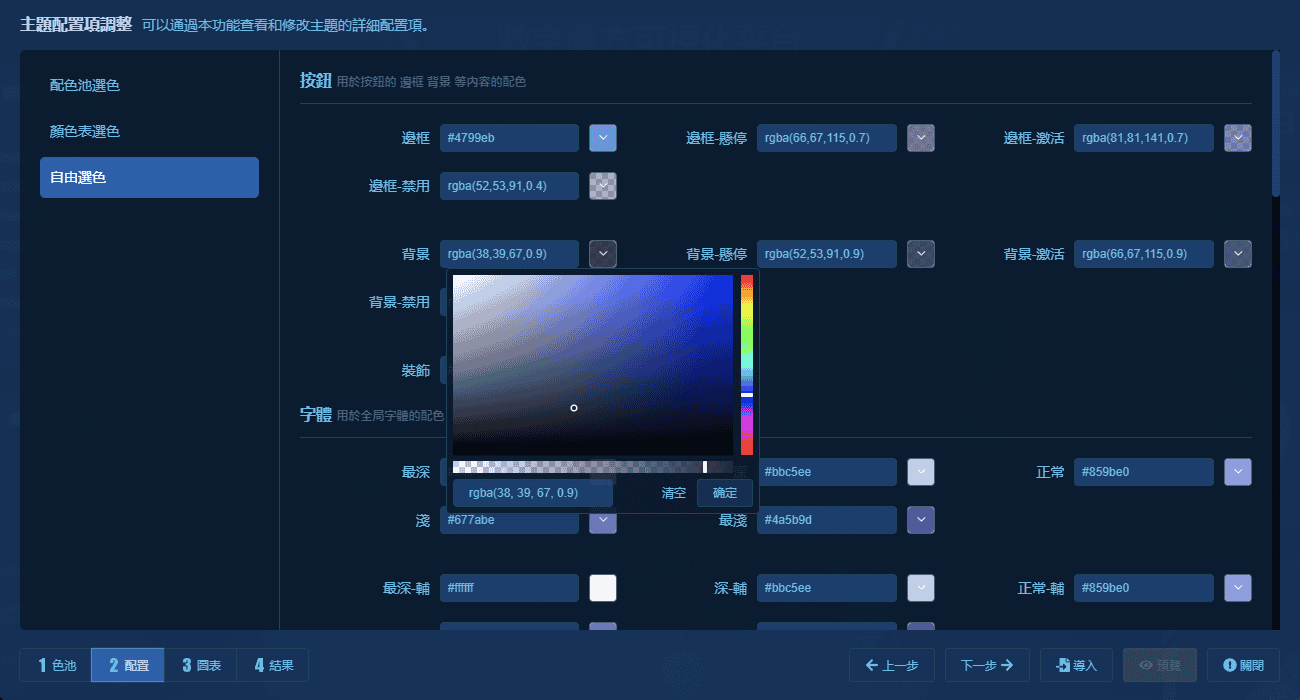 主題配置項調整 可以通過本功能查看和修改主題的詳細配置項。
配色池選色
顏色表選色
自由選色
按鈕 用於按鈕的 邊框 背景 等內容的配色
邊框 #4799eb 邊框-懸停 rgba(66,67,115,0.7) 邊框-激活 rgba(81,81,141,0.7)
邊框-禁用 rgba(52,53,91,0.4)
背景 rgba(38,39,67,0.9) 背景-懸停 rgba(52,53,91,0.9) 背景-激活 rgba(66,67,115,0.9)
背景-禁用
裝飾
字體 用於全局字體的配色
最深 #bbc5ee 正常 #859be0
rgba(38, 39, 67, 0.9) 清空 确定
淺 #677abe 最淺 #4a5b9d
最深-輔 #ffffff 深-輔 #bbc5ee 正常-輔 #859be0
1 色池 2 配置 3 圖表 4 結果 上一步 下一步 導入 預覽 關閉